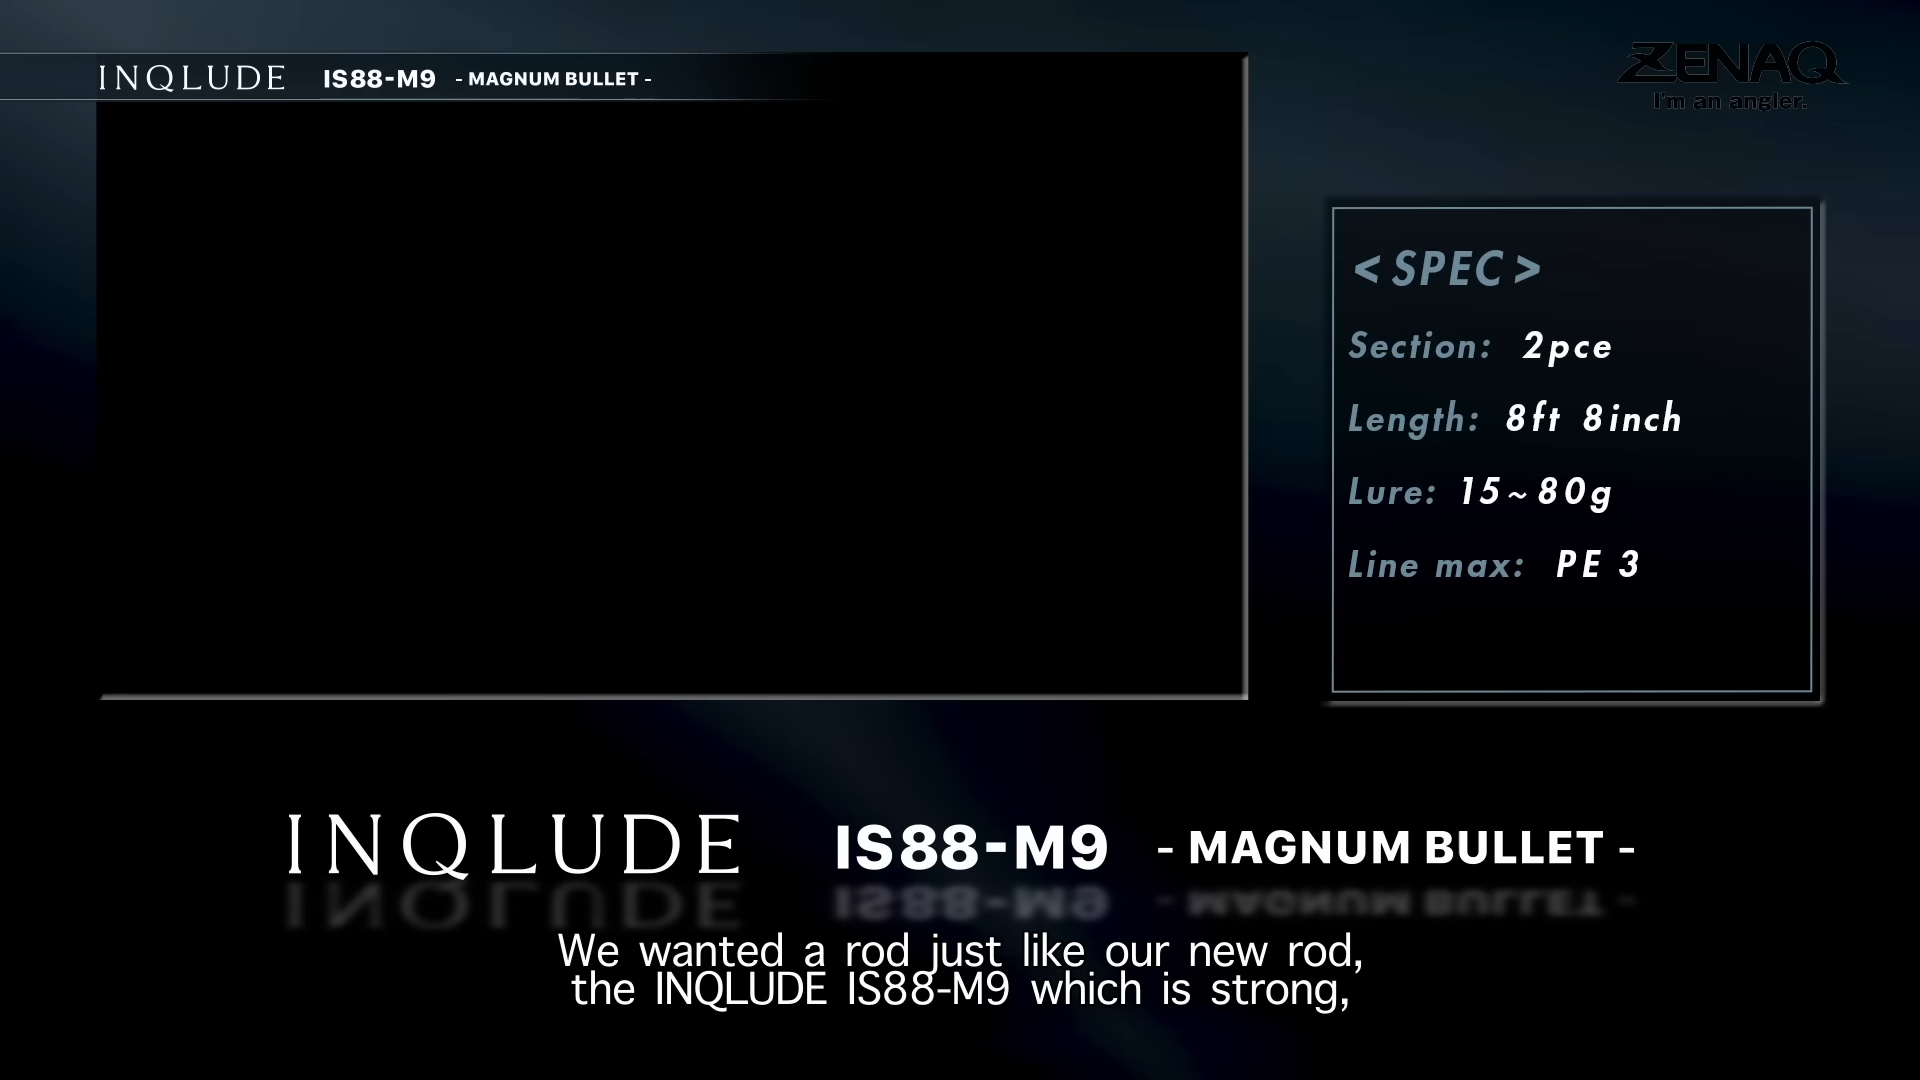 INQLUDE IS88-M9 - MAGNUM BULLET -
ZENAQ
I'm an angler.
<SPEC>
Section: 2pce
Length: 8ft 8inch
Lure: 15~80g
Line max: PE 3
INQLUDE IS88-M9 - MAGNUM BULLET -
We wanted a rod just like our new rod,
the INQLUDE IS88-M9 which is strong,